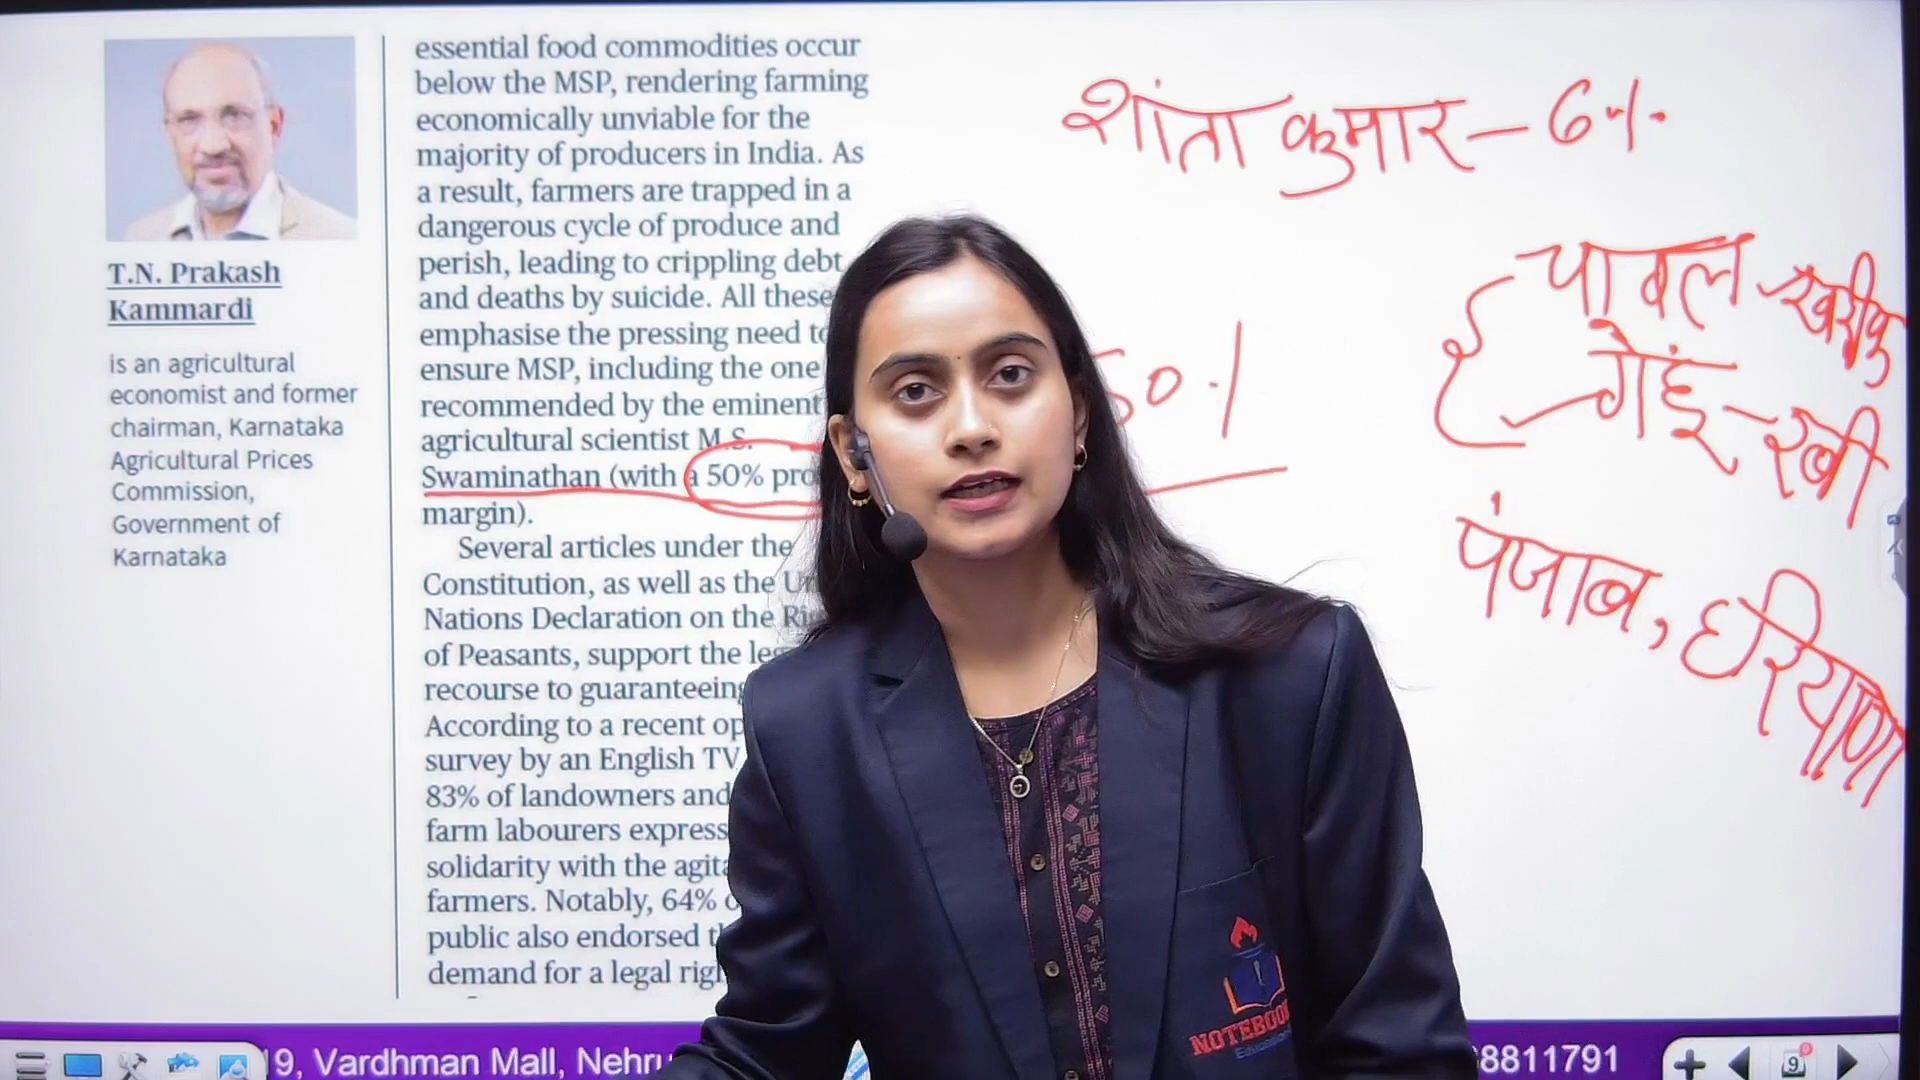 T.N. Prakash
Kammardi
is an agricultural
economist and former
chairman, Karnataka
Agricultural Prices
Commission,
Government of
Karnataka
essential food commodities occur
below the MSP, rendering farming
economically unviable for the
majority of producers in India. As
a result, farmers are trapped in a
dangerous cycle of produce and
perish, leading to crippling debt
and deaths by suicide. All these
emphasise the pressing need to
ensure MSP, including the one
recommended by the eminent
agricultural scientist M.S.
Swaminathan (with a 50% pro
margin).
Several articles under the
Constitution, as well as the
Nations Declaration on the
of Peasants, support the
recourse to guaranteeing
According to a recent op
survey by an English TV
83% of landowners and
farm labourers express
solidarity with the agita
farmers. Notably, 64%
public also endorsed
demand for a legal
शांता कुमार - 6%
50%
चावल - खरीफ
गेहूं - रबी
पंजाब, हरियाणा
NOTEBOO
Education
19, Vardhman Mall, Nehru
8811791
9